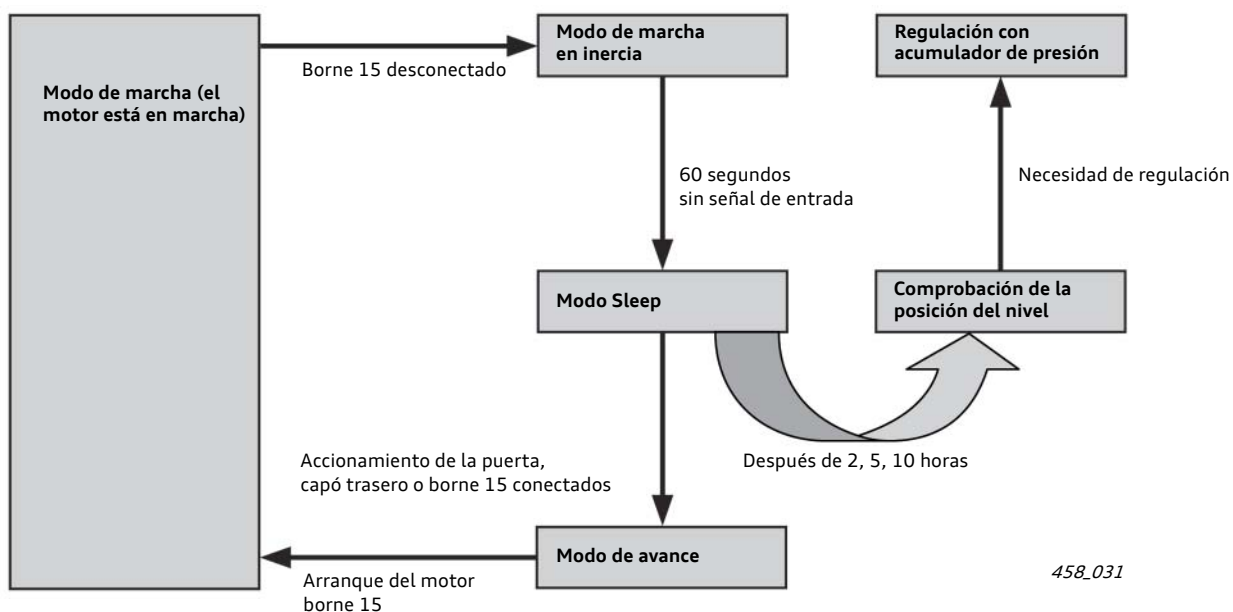 Modo de marcha (el
motor está en marcha)
Borne 15 desconectado
Modo de marcha
en inercia
Regulación con
acumulador de presión
60 segundos
sin señal de entrada
Necesidad de regulación
Modo Sleep
Comprobación de la
posición del nivel
Accionamiento de la puerta,
capó trasero o borne 15 conectados
Después de 2, 5, 10 horas
Modo de avance
Arranque del motor
borne 15
458_031